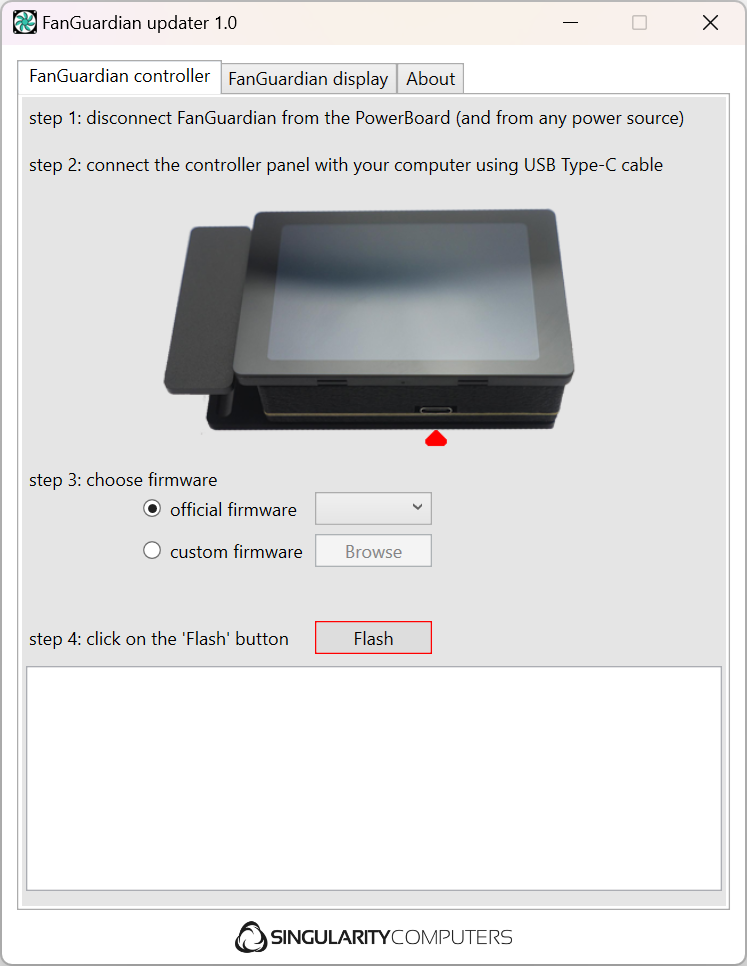 FanGuardian updater 1.0
FanGuardian controller
FanGuardian display
About
step 1: disconnect FanGuardian from the PowerBoard (and from any power source)
step 2: connect the controller panel with your computer using USB Type-C cable
step 3: choose firmware
official firmware
custom firmware
Browse
step 4: click on the 'Flash' button
Flash
SINGULARITYCOMPUTERS